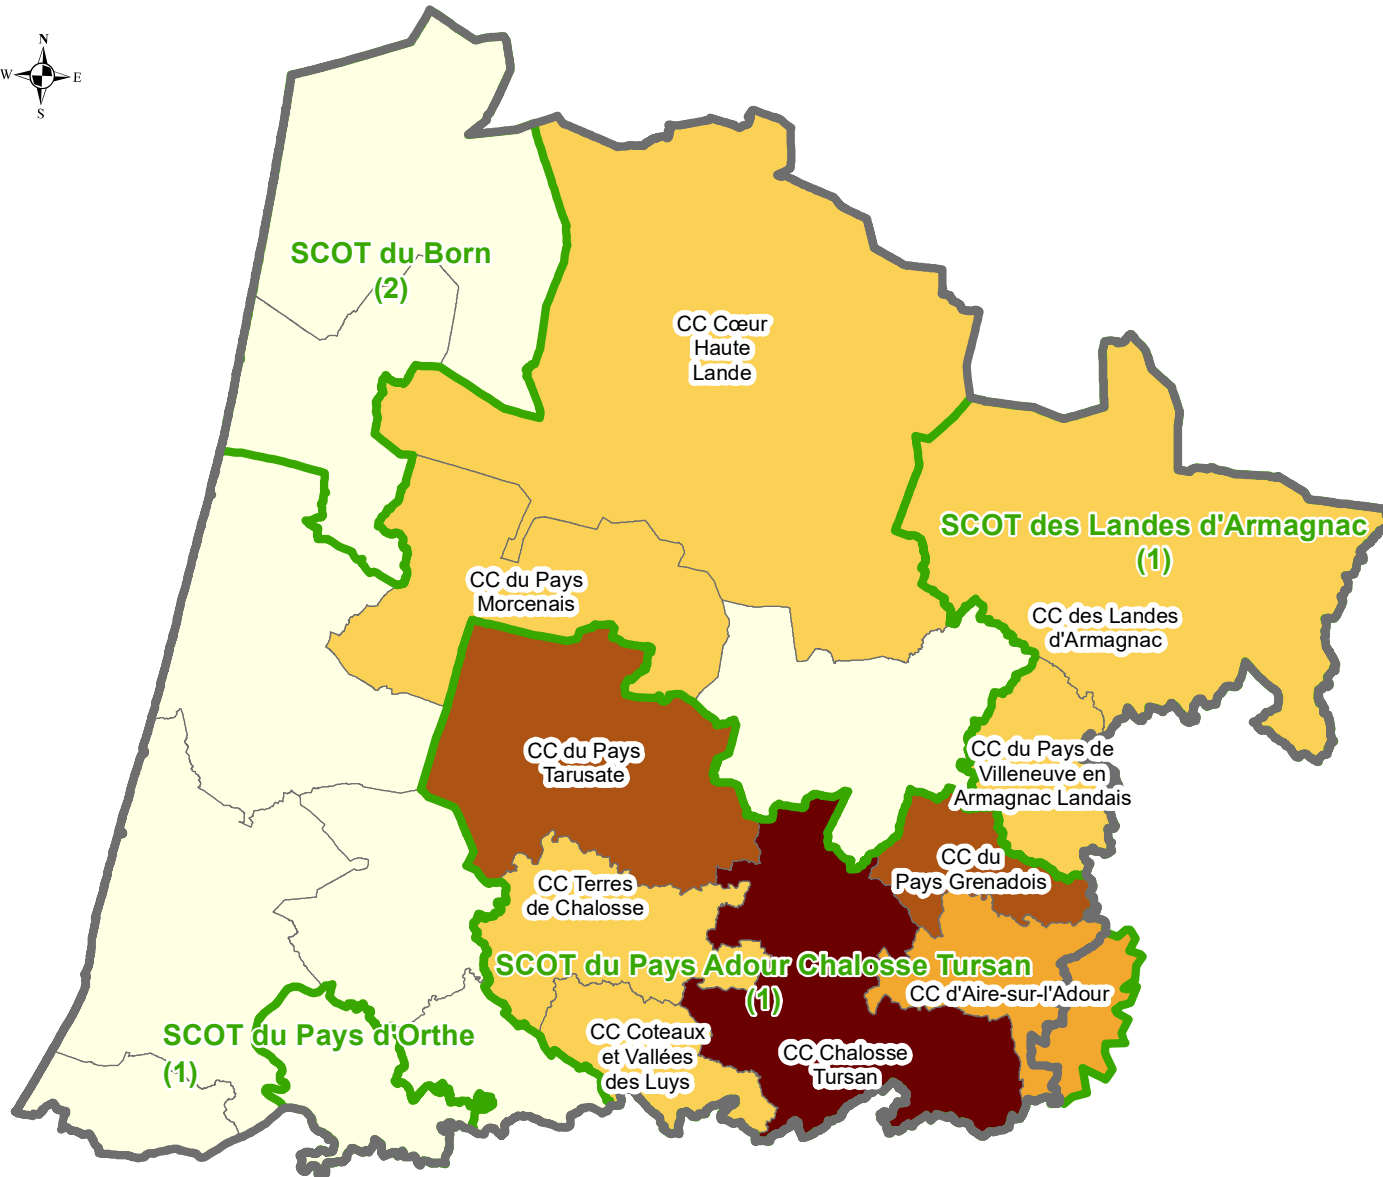 N
W
E
S
SCOT du Born
(2)
CC Cœur
Haute
Lande
SCOT des Landes d'Armagnac
(1)
CC du Pays
Morcenais
CC des Landes
d'Armagnac
CC du Pays
Tarusate
CC du Pays de
Villeneuve en
Armagnac Landais
CC du
Pays Grenadois
CC Terres
de Chalosse
SCOT du Pays Adour Chalosse Tursan
(1)
CC d'Aire-sur-l'Adour
SCOT du Pays d'Orthe
(1)
CC Coteaux
et Vallées
des Luys
CC Chalosse
Tursan